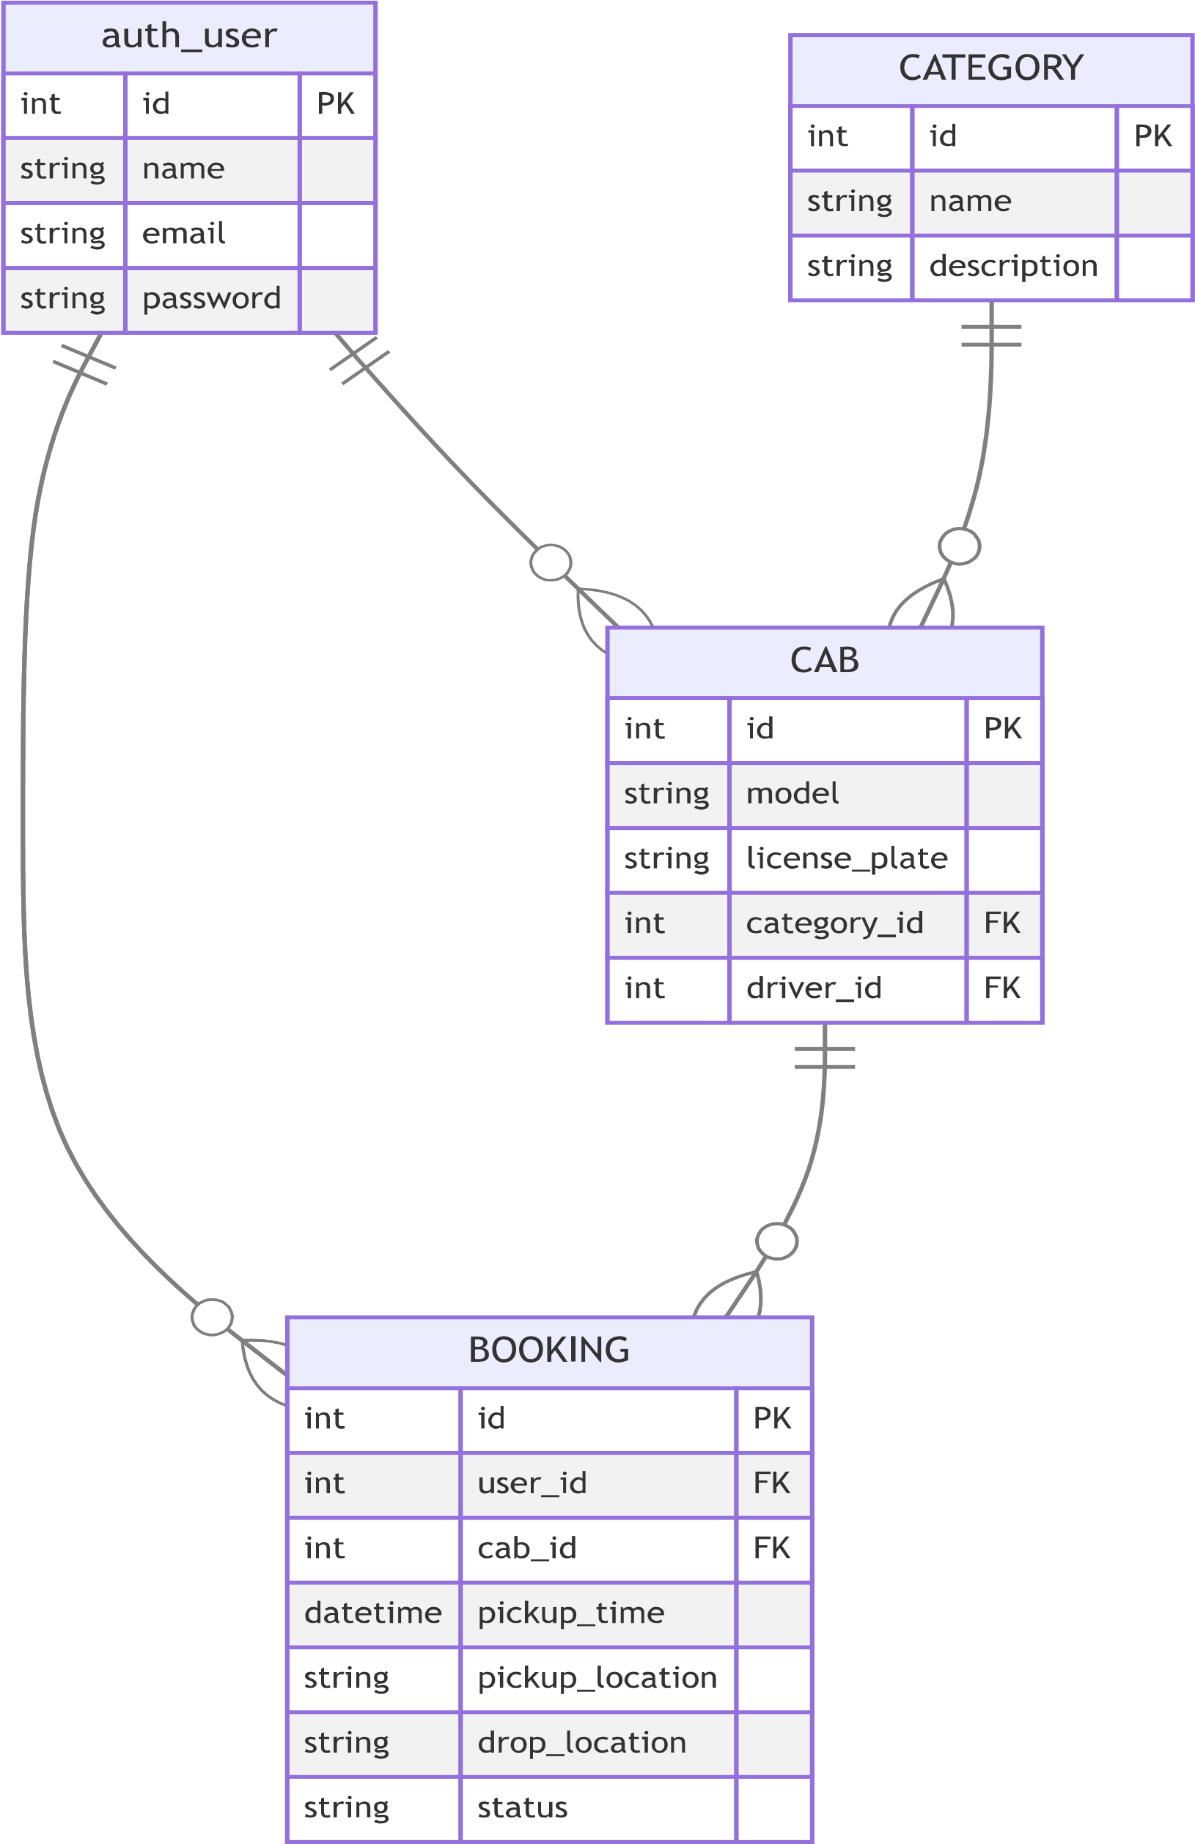 auth_user
int id PK
string name
string email
string password
CATEGORY
int id PK
string name
string description
CAB
int id PK
string model
string license_plate
int category_id FK
int driver_id FK
BOOKING
int id PK
int user_id FK
int cab_id FK
datetime pickup_time
string pickup_location
string drop_location
string status